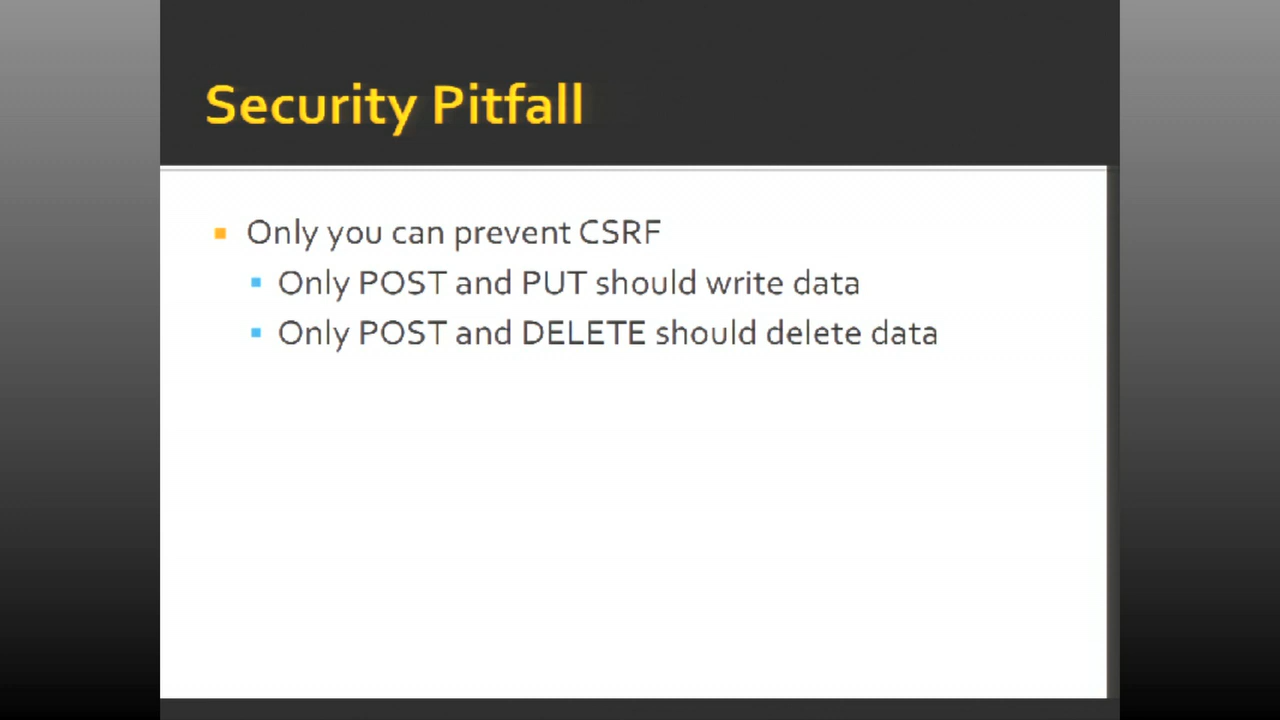 Security Pitfall
Only you can prevent CSRF
Only POST and PUT should write data
Only POST and DELETE should delete data